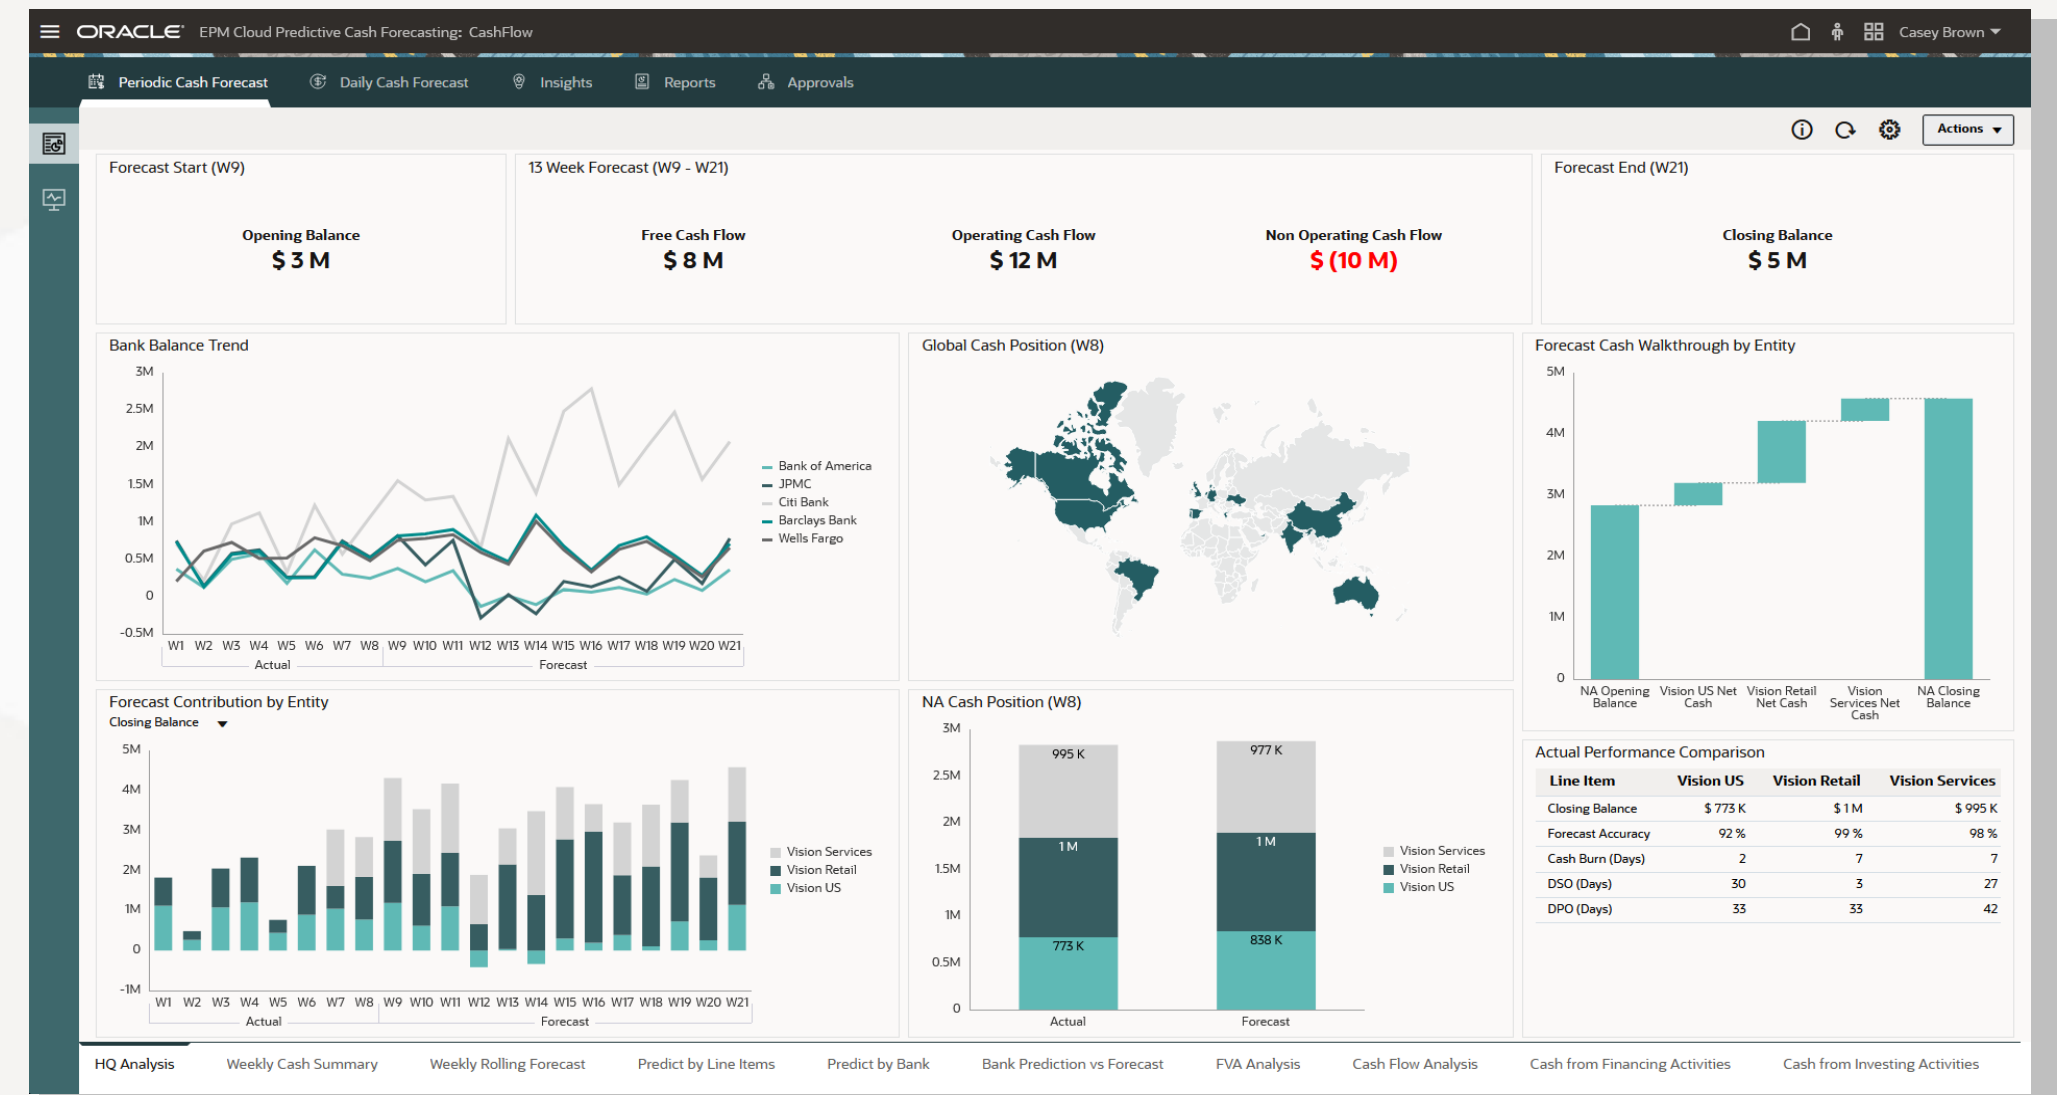 ORACLE EPM Cloud Predictive Cash Forecasting: CashFlow
Casey Brown
Periodic Cash Forecast Daily Cash Forecast Insights Reports Approvals
Actions
Forecast Start (W9)
Opening Balance
$ 3 M
13 Week Forecast (W9 - W21)
Free Cash Flow Operating Cash Flow Non Operating Cash Flow
$ 8 M $ 12 M $ (10 M)
Forecast End (W21)
Closing Balance
$ 5 M
Bank Balance Trend
3M
2.5M
2M
1.5M
1M
0.5M
0
-0.5M
W1 W2 W3 W4 W5 W6 W7 W8 W9 W10 W11 W12 W13 W14 W15 W16 W17 W18 W19 W20 W21
Actual Forecast
Bank of America
JPMC
Citi Bank
Barclays Bank
Wells Fargo
Global Cash Position (W8)
Forecast Cash Walkthrough by Entity
5M
4M
3M
2M
1M
0
NA Opening Vision US Net Vision Retail Vision NA Closing
Balance Cash Net Cash Services Net Balance
Cash
Forecast Contribution by Entity
Closing Balance
5M
4M
3M
2M
1M
0
-1M
W1 W2 W3 W4 W5 W6 W7 W8 W9 W10 W11 W12 W13 W14 W15 W16 W17 W18 W19 W20 W21
Actual Forecast
Vision Services
Vision Retail
Vision US
NA Cash Position (W8)
3M
2.5M
2M
1.5M
1M
0.5M
0
995 K 977 K
1 M 1 M
773 K 838 K
Actual Forecast
Vision Services
Vision Retail
Vision US
Actual Performance Comparison
Line Item Vision US Vision Retail Vision Services
Closing Balance $ 773 K $ 1 M $ 995 K
Forecast Accuracy 92 % 99 % 98 %
Cash Burn (Days) 2 7 7
DSO (Days) 30 3 27
DPO (Days) 33 33 42
HQ Analysis Weekly Cash Summary Weekly Rolling Forecast Predict by Line Items Predict by Bank Bank Prediction vs Forecast FVA Analysis Cash Flow Analysis Cash from Financing Activities Cash from Investing Activities